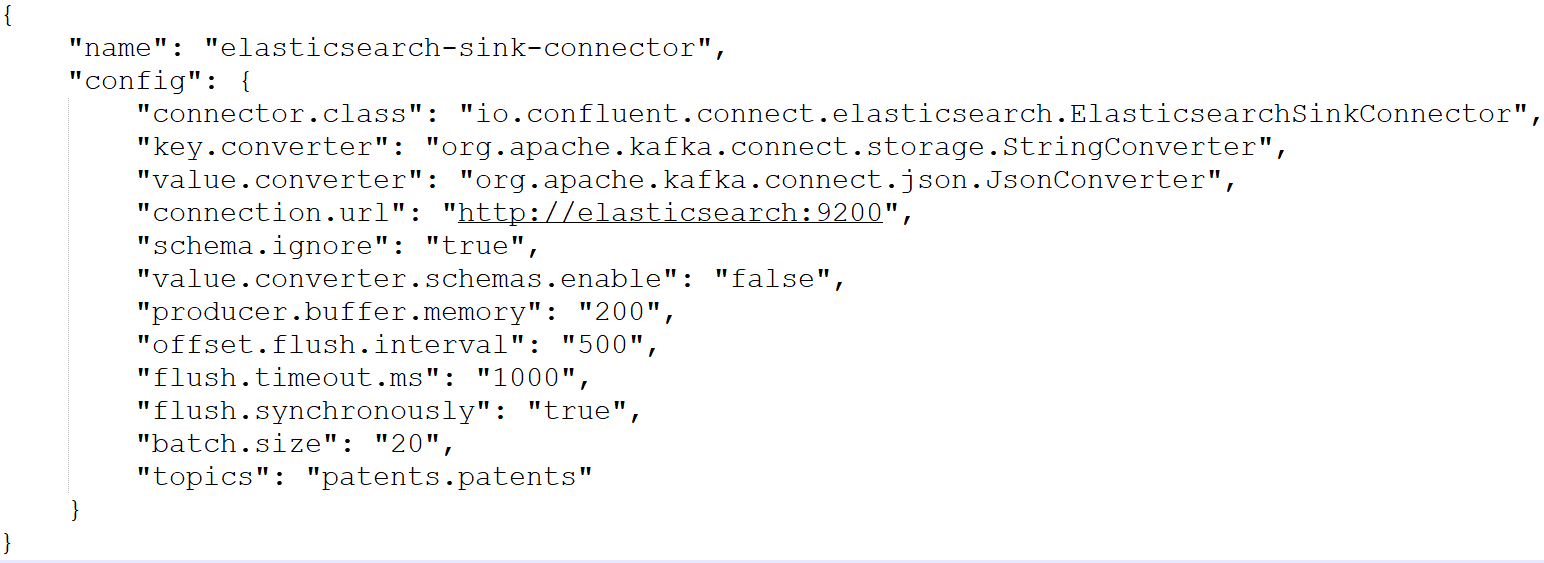 {
"name": "elasticsearch-sink-connector",
"config": {
"connector.class": "io.confluent.connect.elasticsearch.ElasticsearchSinkConnector",
"key.converter": "org.apache.kafka.connect.storage.StringConverter",
"value.converter": "org.apache.kafka.connect.json.JsonConverter",
"connection.url": "http://elasticsearch:9200",
"schema.ignore": "true",
"value.converter.schemas.enable": "false",
"producer.buffer.memory": "200",
"offset.flush.interval": "500",
"flush.timeout.ms": "1000",
"flush.synchronously": "true",
"batch.size": "20",
"topics": "patents.patents"
}
}